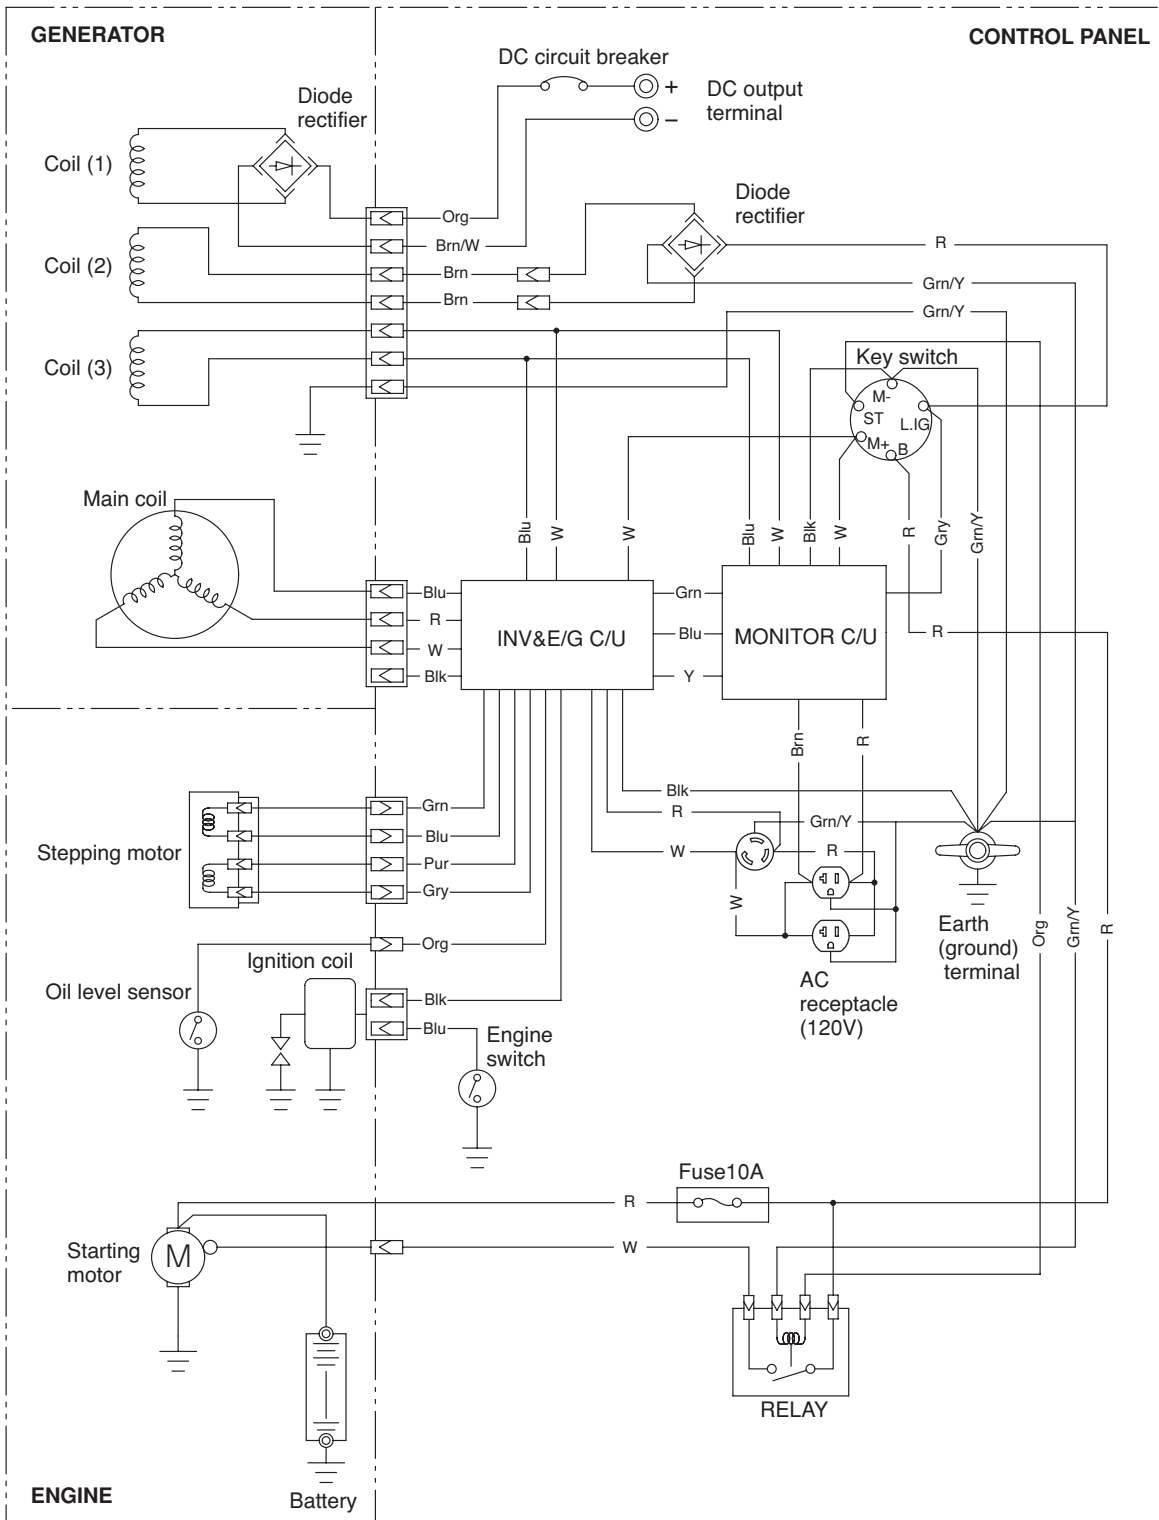 GENERATOR
CONTROL PANEL
DC circuit breaker
+
DC output
terminal
−
Diode
rectifier
Coil (1)
Diode
rectifier
Org
Brn/W
R
Coil (2)
Brn
Grn/Y
Brn
Grn/Y
Coil (3)
Key switch
M-
ST
L.IG
M+
B
Main coil
Blu
W
W
Blu
W
Blk
W
R
Gry
Grn/Y
Blu
R
W
Blk
INV&E/G C/U
Grn
Blu
Y
MONITOR C/U
R
Brn
R
Blk
R
Grn/Y
W
R
W
Stepping motor
Grn
Blu
Pur
Gry
Org
Oil level sensor
Ignition coil
Blk
Blu
Engine
switch
AC
receptacle
(120V)
Earth
(ground)
terminal
Org
Grn/Y
R
Fuse10A
R
Starting
motor
M
W
RELAY
Battery
ENGINE